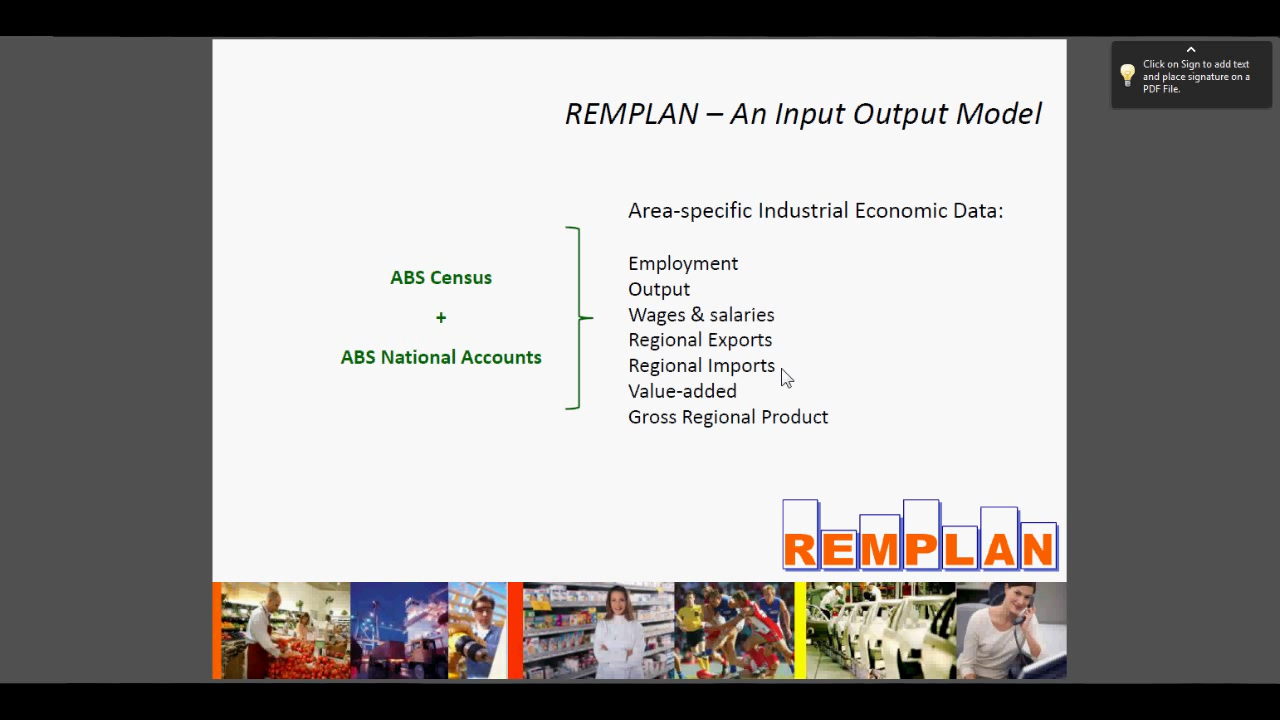 Click on Sign to add text
and place signature on a
PDF File.
REMPLAN – An Input Output Model
Area-specific Industrial Economic Data:
ABS Census
+
ABS National Accounts
Employment
Output
Wages & salaries
Regional Exports
Regional Imports
Value-added
Gross Regional Product
REMPLAN